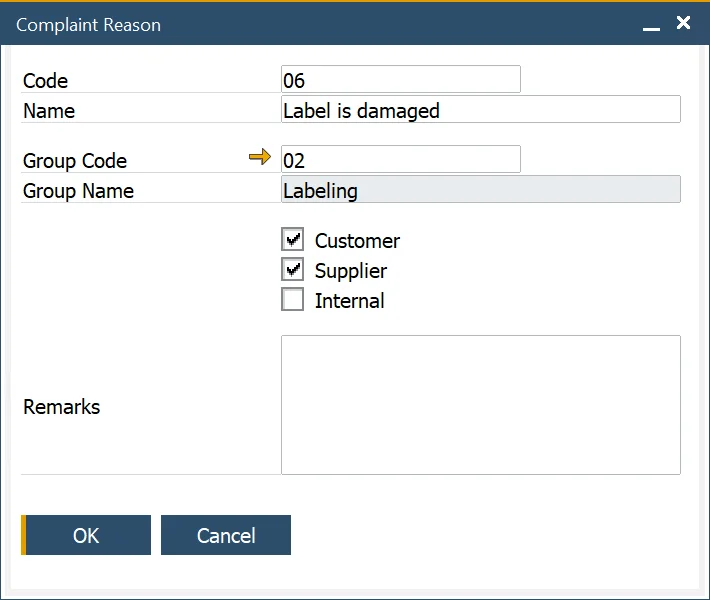 Complaint Reason
Code 06
Name Label is damaged
Group Code 02
Group Name Labeling
Customer
Supplier
Internal
Remarks
OK Cancel